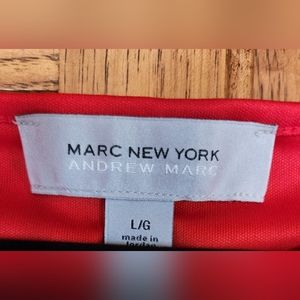 MARC NEW YORK
ANDREW MARC
L/G
made in
Jordan